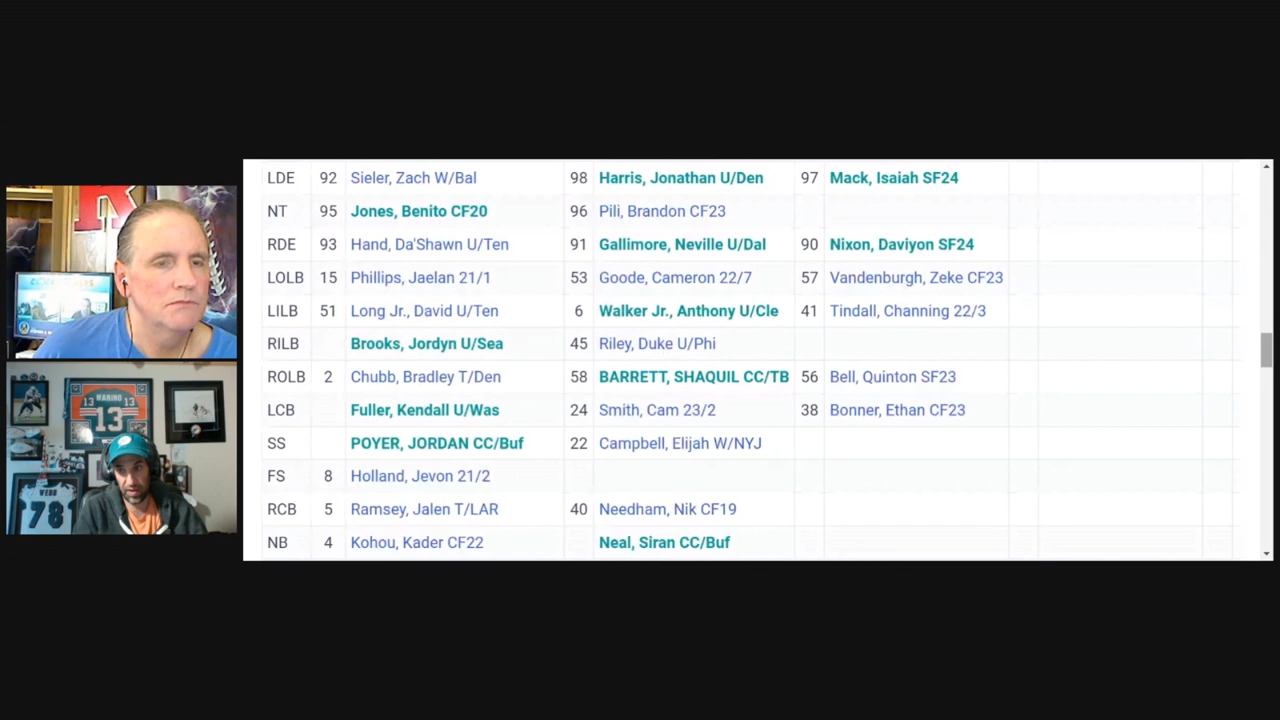 LDE 92 Sieler, Zach W/Bal 98 Harris, Jonathan U/Den 97 Mack, Isaiah SF24
NT 95 Jones, Benito CF20 96 Pili, Brandon CF23
RDE 93 Hand, Da'Shawn U/Ten 91 Gallimore, Neville U/Dal 90 Nixon, Daviyon SF24
LOLB 15 Phillips, Jaelan 21/1 53 Goode, Cameron 22/7 57 Vandenburgh, Zeke CF23
LILB 51 Long Jr., David U/Ten 6 Walker Jr., Anthony U/Cle 41 Tindall, Channing 22/3
RILB Brooks, Jordyn U/Sea 45 Riley, Duke U/Phi
ROLB 2 Chubb, Bradley T/Den 58 BARRETT, SHAQUIL CC/TB 56 Bell, Quinton SF23
LCB Fuller, Kendall U/Was 24 Smith, Cam 23/2 38 Bonner, Ethan CF23
SS POYER, JORDAN CC/Buf 22 Campbell, Elijah W/NYJ
FS 8 Holland, Jevon 21/2
RCB 5 Ramsey, Jalen T/LAR 40 Needham, Nik CF19
NB 4 Kohou, Kader CF22 Neal, Siran CC/Buf
R
MARINO
13 13
13
WEBB
78